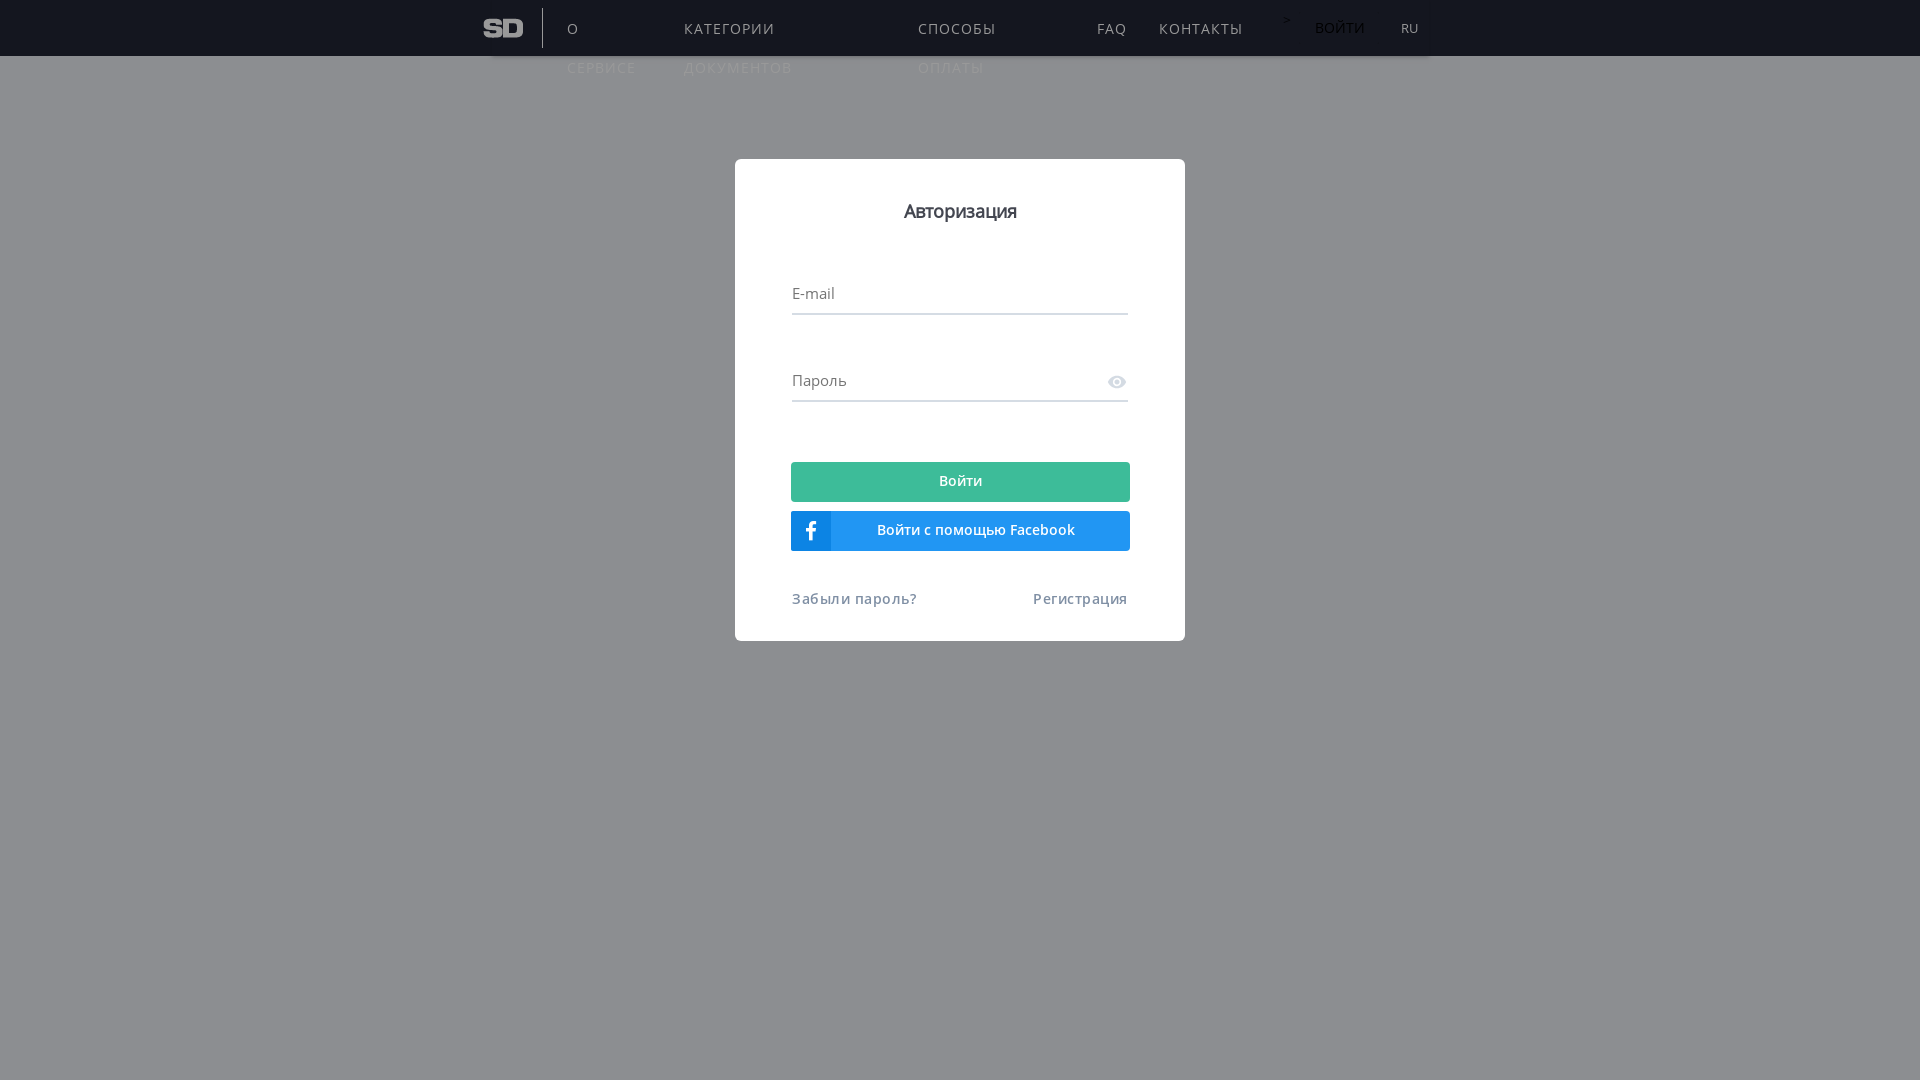 SD О КАТЕГОРИИ СПОСОБЫ FAQ КОНТАКТЫ > ВОЙТИ RU
СЕРВИСЕ ДОКУМЕНТОВ ОПЛАТЫ
Авторизация
E-mail
Пароль
Войти
f Войти с помощью Facebook
Забыли пароль? Регистрация